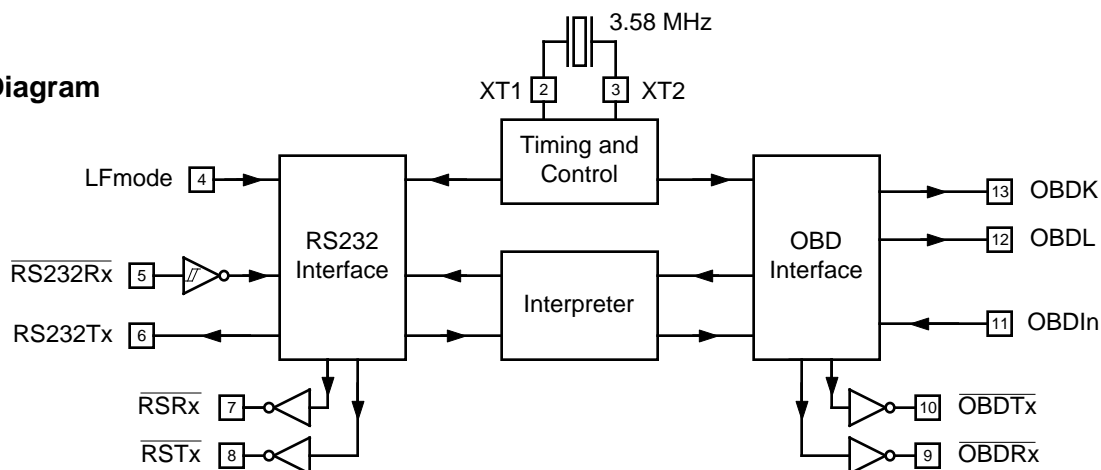 3.58 MHz
Diagram
XT1 2 3 XT2
Timing and
Control
LFmode 4
13 OBDK
RS232
Interface
OBD
Interface
12 OBDL
RS232Rx 5
Interpreter
RS232Tx 6
11 OBDIn
RSRx 7
10 OBDTx
RSTx 8
9 OBDRx